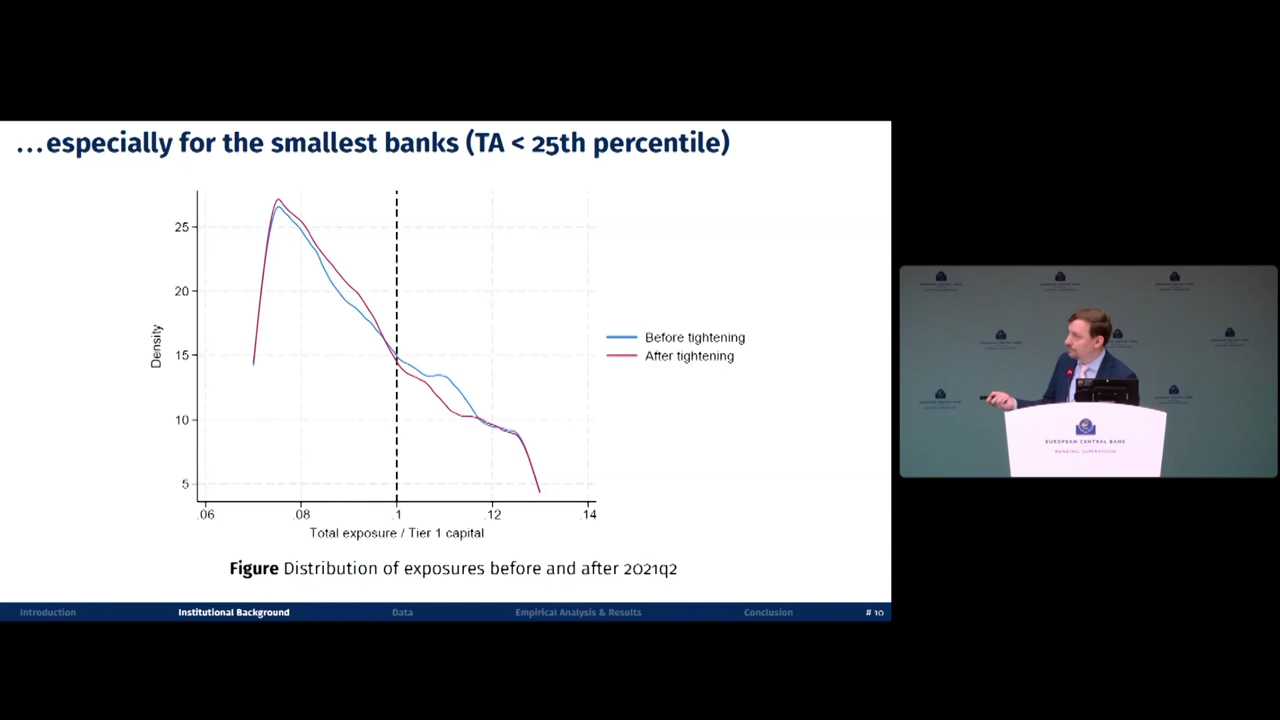 ...especially for the smallest banks (TA < 25th percentile)
25
20
15
10
5
Density
.06
.08
.1
.12
.14
Total exposure / Tier 1 capital
Before tightening
After tightening
Figure Distribution of exposures before and after 2021q2
Introduction
Institutional Background
Data
Empirical Analysis & Results
Conclusion
# 10
EUROPEAN CENTRAL BANK
BANKING SUPERVISION